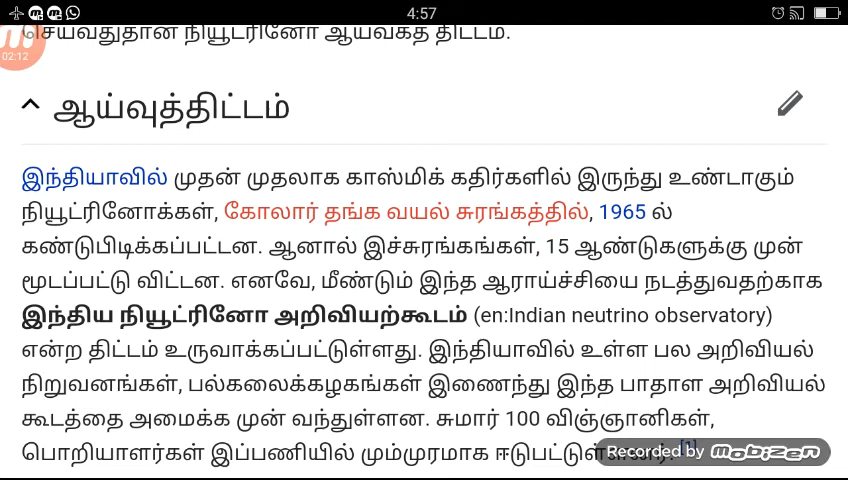 4:57
02:12
செய்வதுதான் நியூட்ரினோ ஆய்வகத் திட்டம்.
ஆய்வுத்திட்டம்
இந்தியாவில் முதன் முதலாக காஸ்மிக் கதிர்களில் இருந்து உண்டாகும்
நியூட்ரினோக்கள், கோலார் தங்க வயல் சுரங்கத்தில், 1965 ல்
கண்டுபிடிக்கப்பட்டன. ஆனால் இச்சுரங்கங்கள், 15 ஆண்டுகளுக்கு முன்
மூடப்பட்டு விட்டன. எனவே, மீண்டும் இந்த ஆராய்ச்சியை நடத்துவதற்காக
இந்திய நியூட்ரினோ அறிவியற்கூடம் (en:Indian neutrino observatory)
என்ற திட்டம் உருவாக்கப்பட்டுள்ளது. இந்தியாவில் உள்ள பல அறிவியல்
நிறுவனங்கள், பல்கலைக்கழகங்கள் இணைந்து இந்த பாதாள அறிவியல்
கூடத்தை அமைக்க முன் வந்துள்ளன. சுமார் 100 விஞ்ஞானிகள்,
பொறியாளர்கள் இப்பணியில் மும்முரமாக [1]
Recorded by mobizen